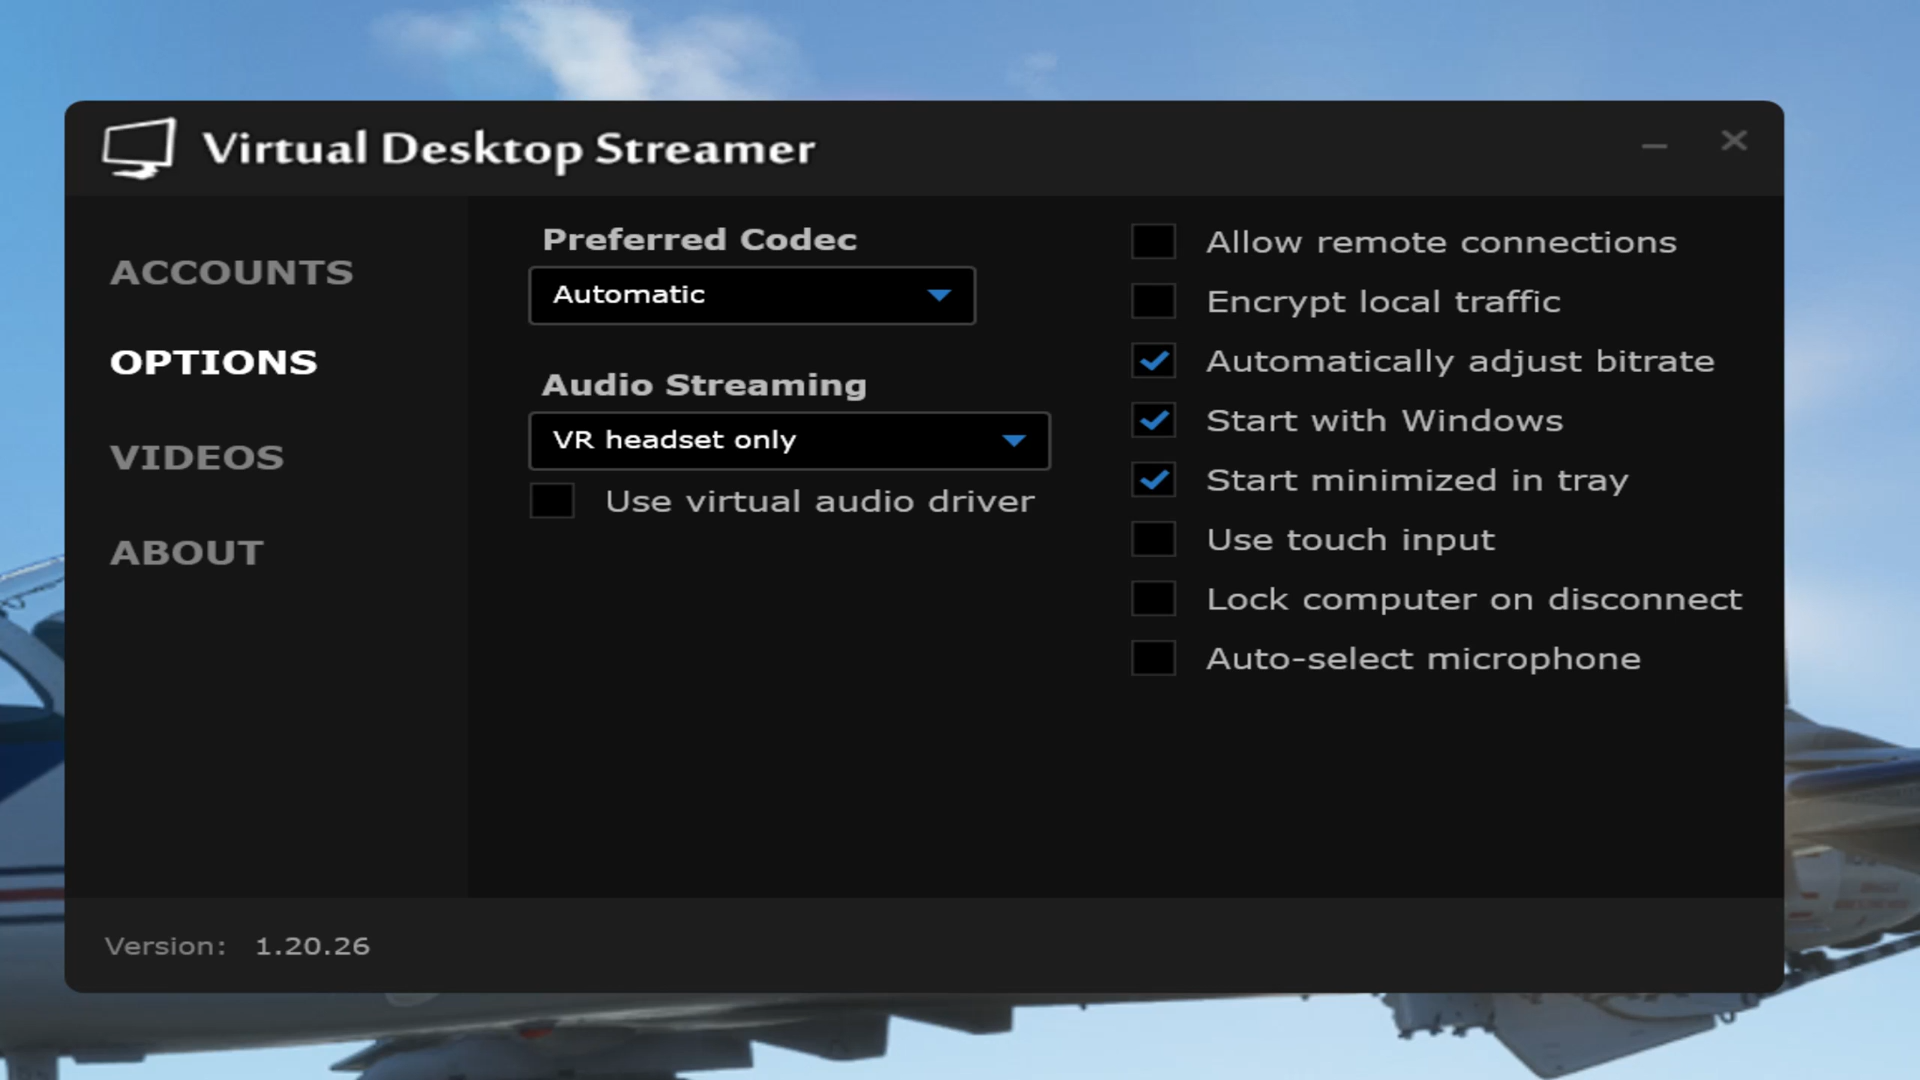 Virtual Desktop Streamer
ACCOUNTS
OPTIONS
VIDEOS
ABOUT
Preferred Codec
Automatic
Audio Streaming
VR headset only
Use virtual audio driver
Allow remote connections
Encrypt local traffic
Automatically adjust bitrate
Start with Windows
Start minimized in tray
Use touch input
Lock computer on disconnect
Auto-select microphone
Version: 1.20.26